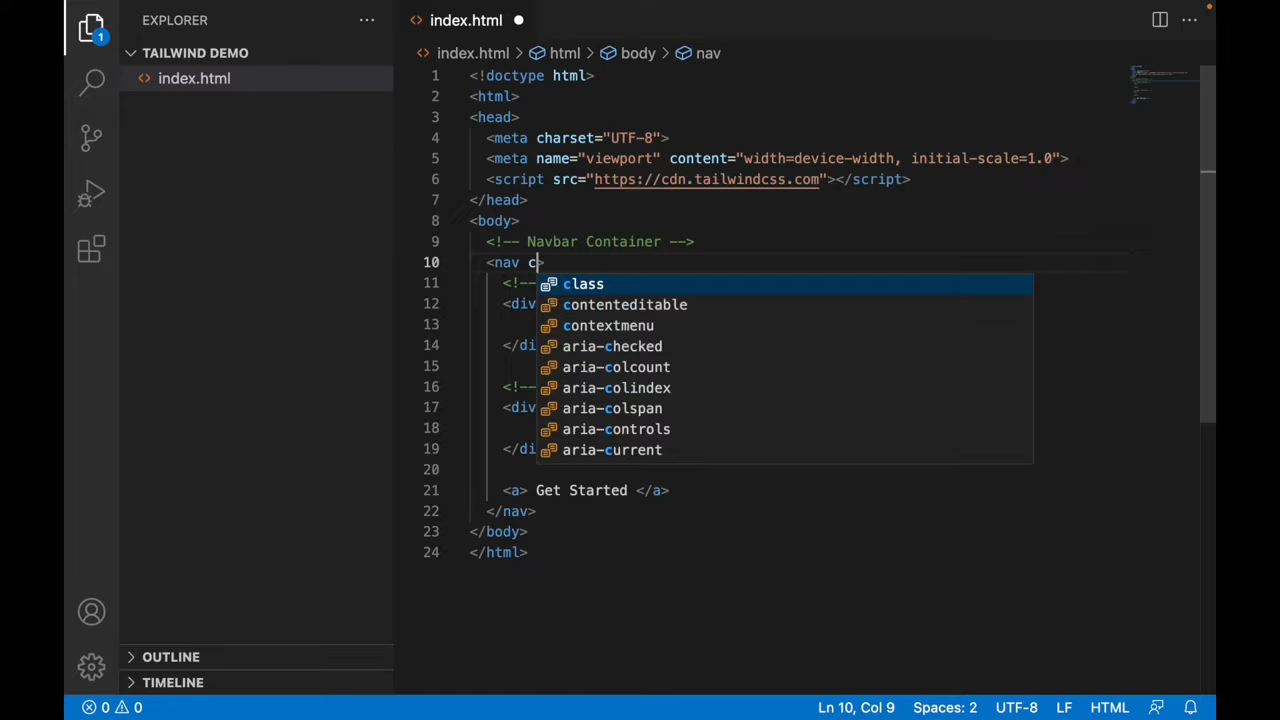 EXPLORER
TAILWIND DEMO
index.html
1
index.html
index.html > html > body > nav
1 <!doctype html>
2 <html>
3 <head>
4 <meta charset="UTF-8">
5 <meta name="viewport" content="width=device-width, initial-scale=1.0">
6 <script src="https://cdn.tailwindcss.com"></script>
7 </head>
8 <body>
9 <!-- Navbar Container -->
10 <nav c>
11 <!--
12 <div
13
14 </di
15
16 <!--
17 <div
18
19 </di
20
21 <a> Get Started </a>
22 </nav>
23 </body>
24 </html>
class
contenteditable
contextmenu
aria-checked
aria-colcount
aria-colindex
aria-colspan
aria-controls
aria-current
OUTLINE
TIMELINE
0 0 Ln 10, Col 9 Spaces: 2 UTF-8 LF HTML